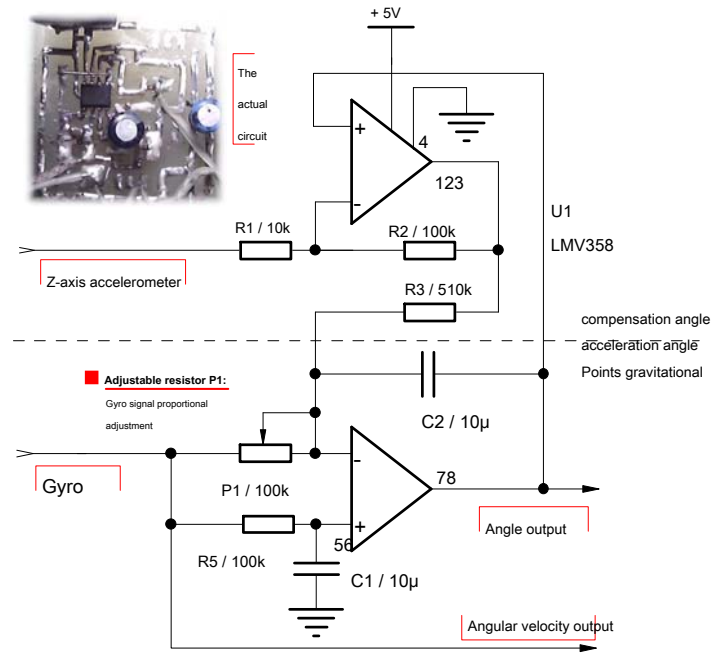 + 5V
The
actual
circuit
+
4
-
123
U1
LMV358
R1 / 10k
R2 / 100k
Z-axis accelerometer
R3 / 510k
compensation angle
acceleration angle
Points gravitational
Adjustable resistor P1:
Gyro signal proportional
adjustment
C2 / 10µ
Gyro
P1 / 100k
-
78
+
56
Angle output
R5 / 100k
C1 / 10µ
Angular velocity output